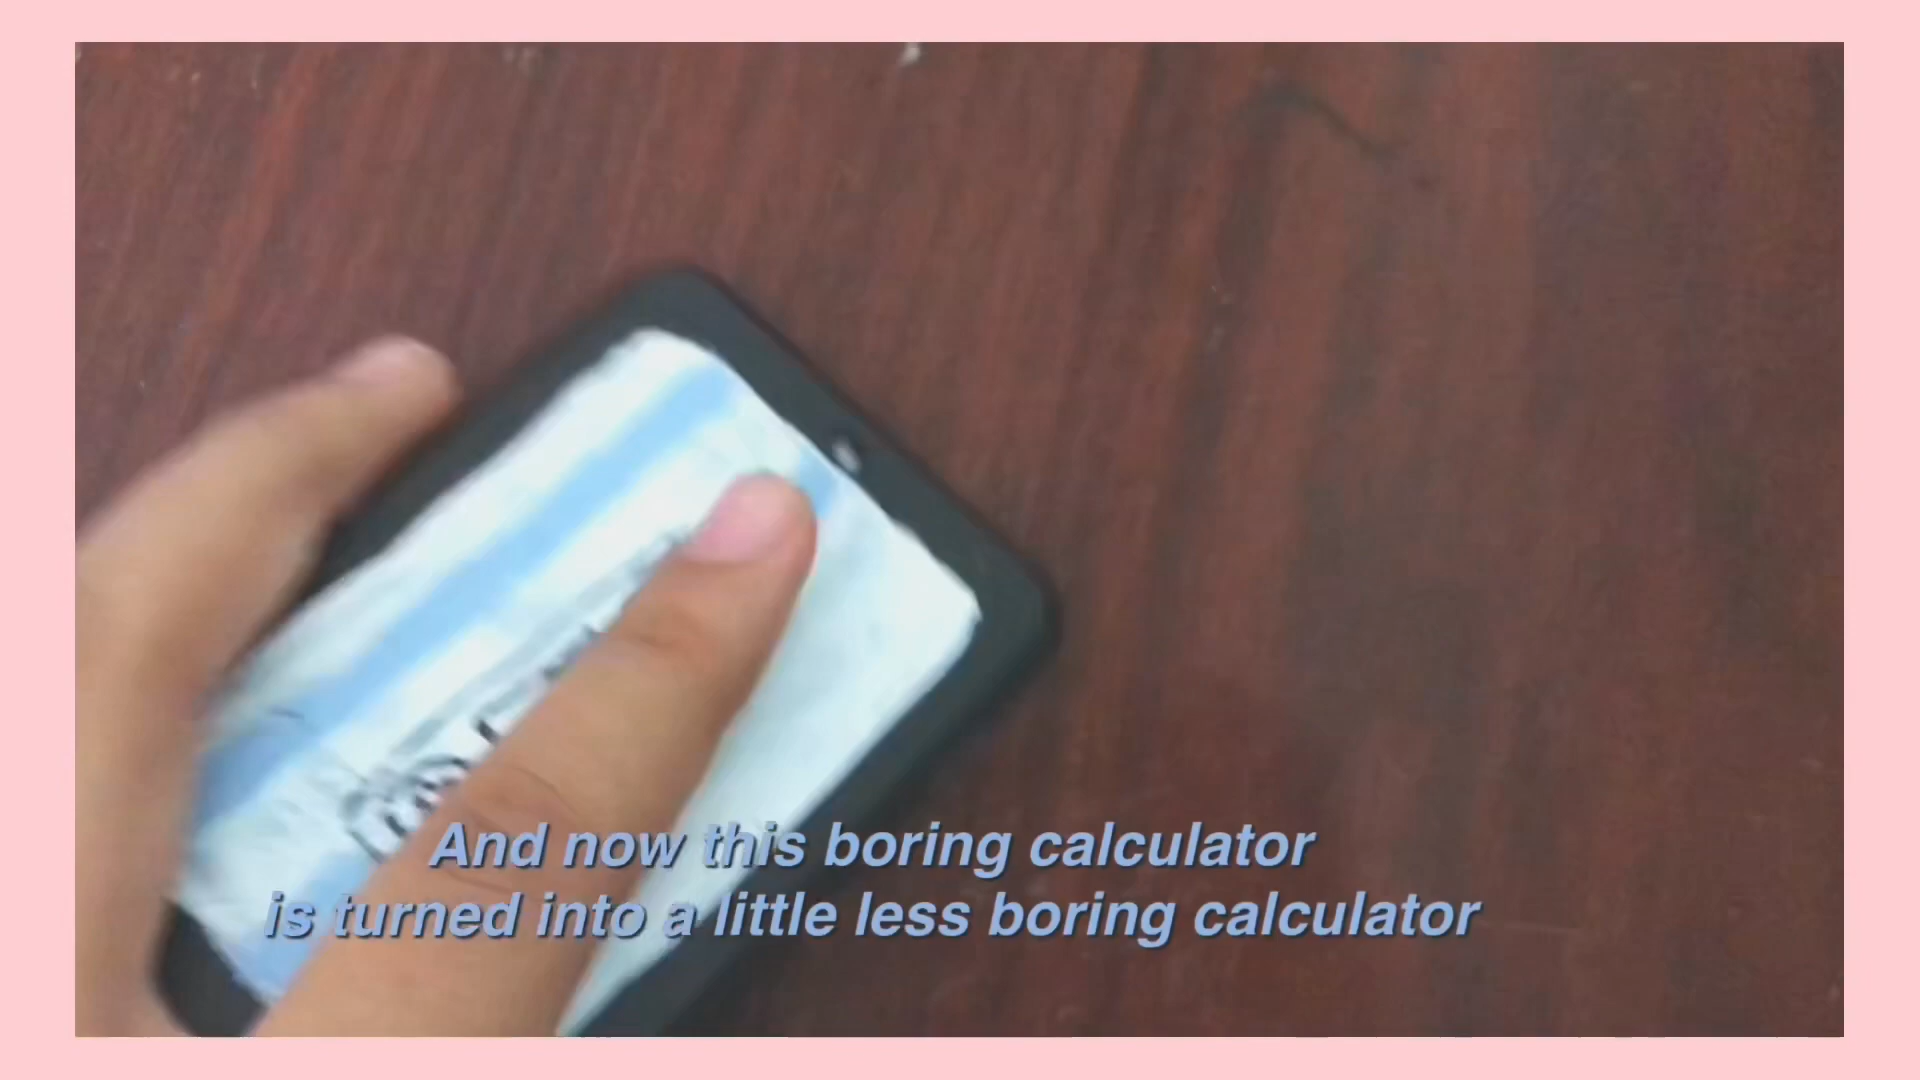 And now this boring calculator
is turned into a little less boring calculator